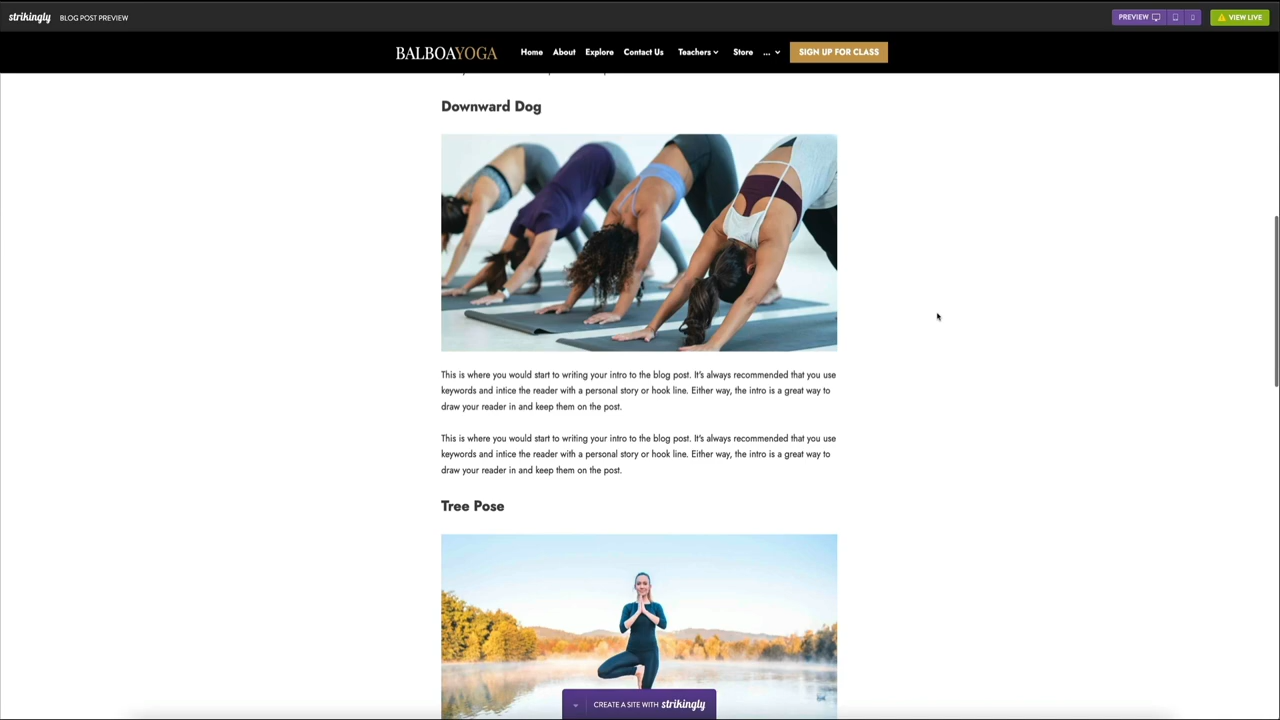 strikingly BLOG POST PREVIEW PREVIEW VIEW LIVE
BALBOAYOGA Home About Explore Contact Us Teachers Store ... SIGN UP FOR CLASS
Downward Dog
This is where you would start to writing your intro to the blog post. It's always recommended that you use
keywords and intice the reader with a personal story or hook line. Either way, the intro is a great way to
draw your reader in and keep them on the post.
This is where you would start to writing your intro to the blog post. It's always recommended that you use
keywords and intice the reader with a personal story or hook line. Either way, the intro is a great way to
draw your reader in and keep them on the post.
Tree Pose
CREATE A SITE WITH strikingly